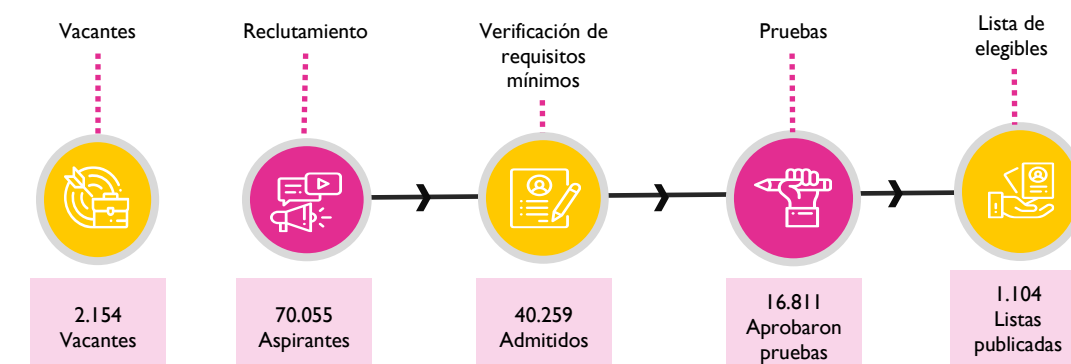 Vacantes
Reclutamiento
Verificación de
requisitos
mínimos
Pruebas
Lista de
elegibles
2.154
Vacantes
70.055
Aspirantes
40.259
Admitidos
16.811
Aprobaron
pruebas
1.104
Listas
publicadas